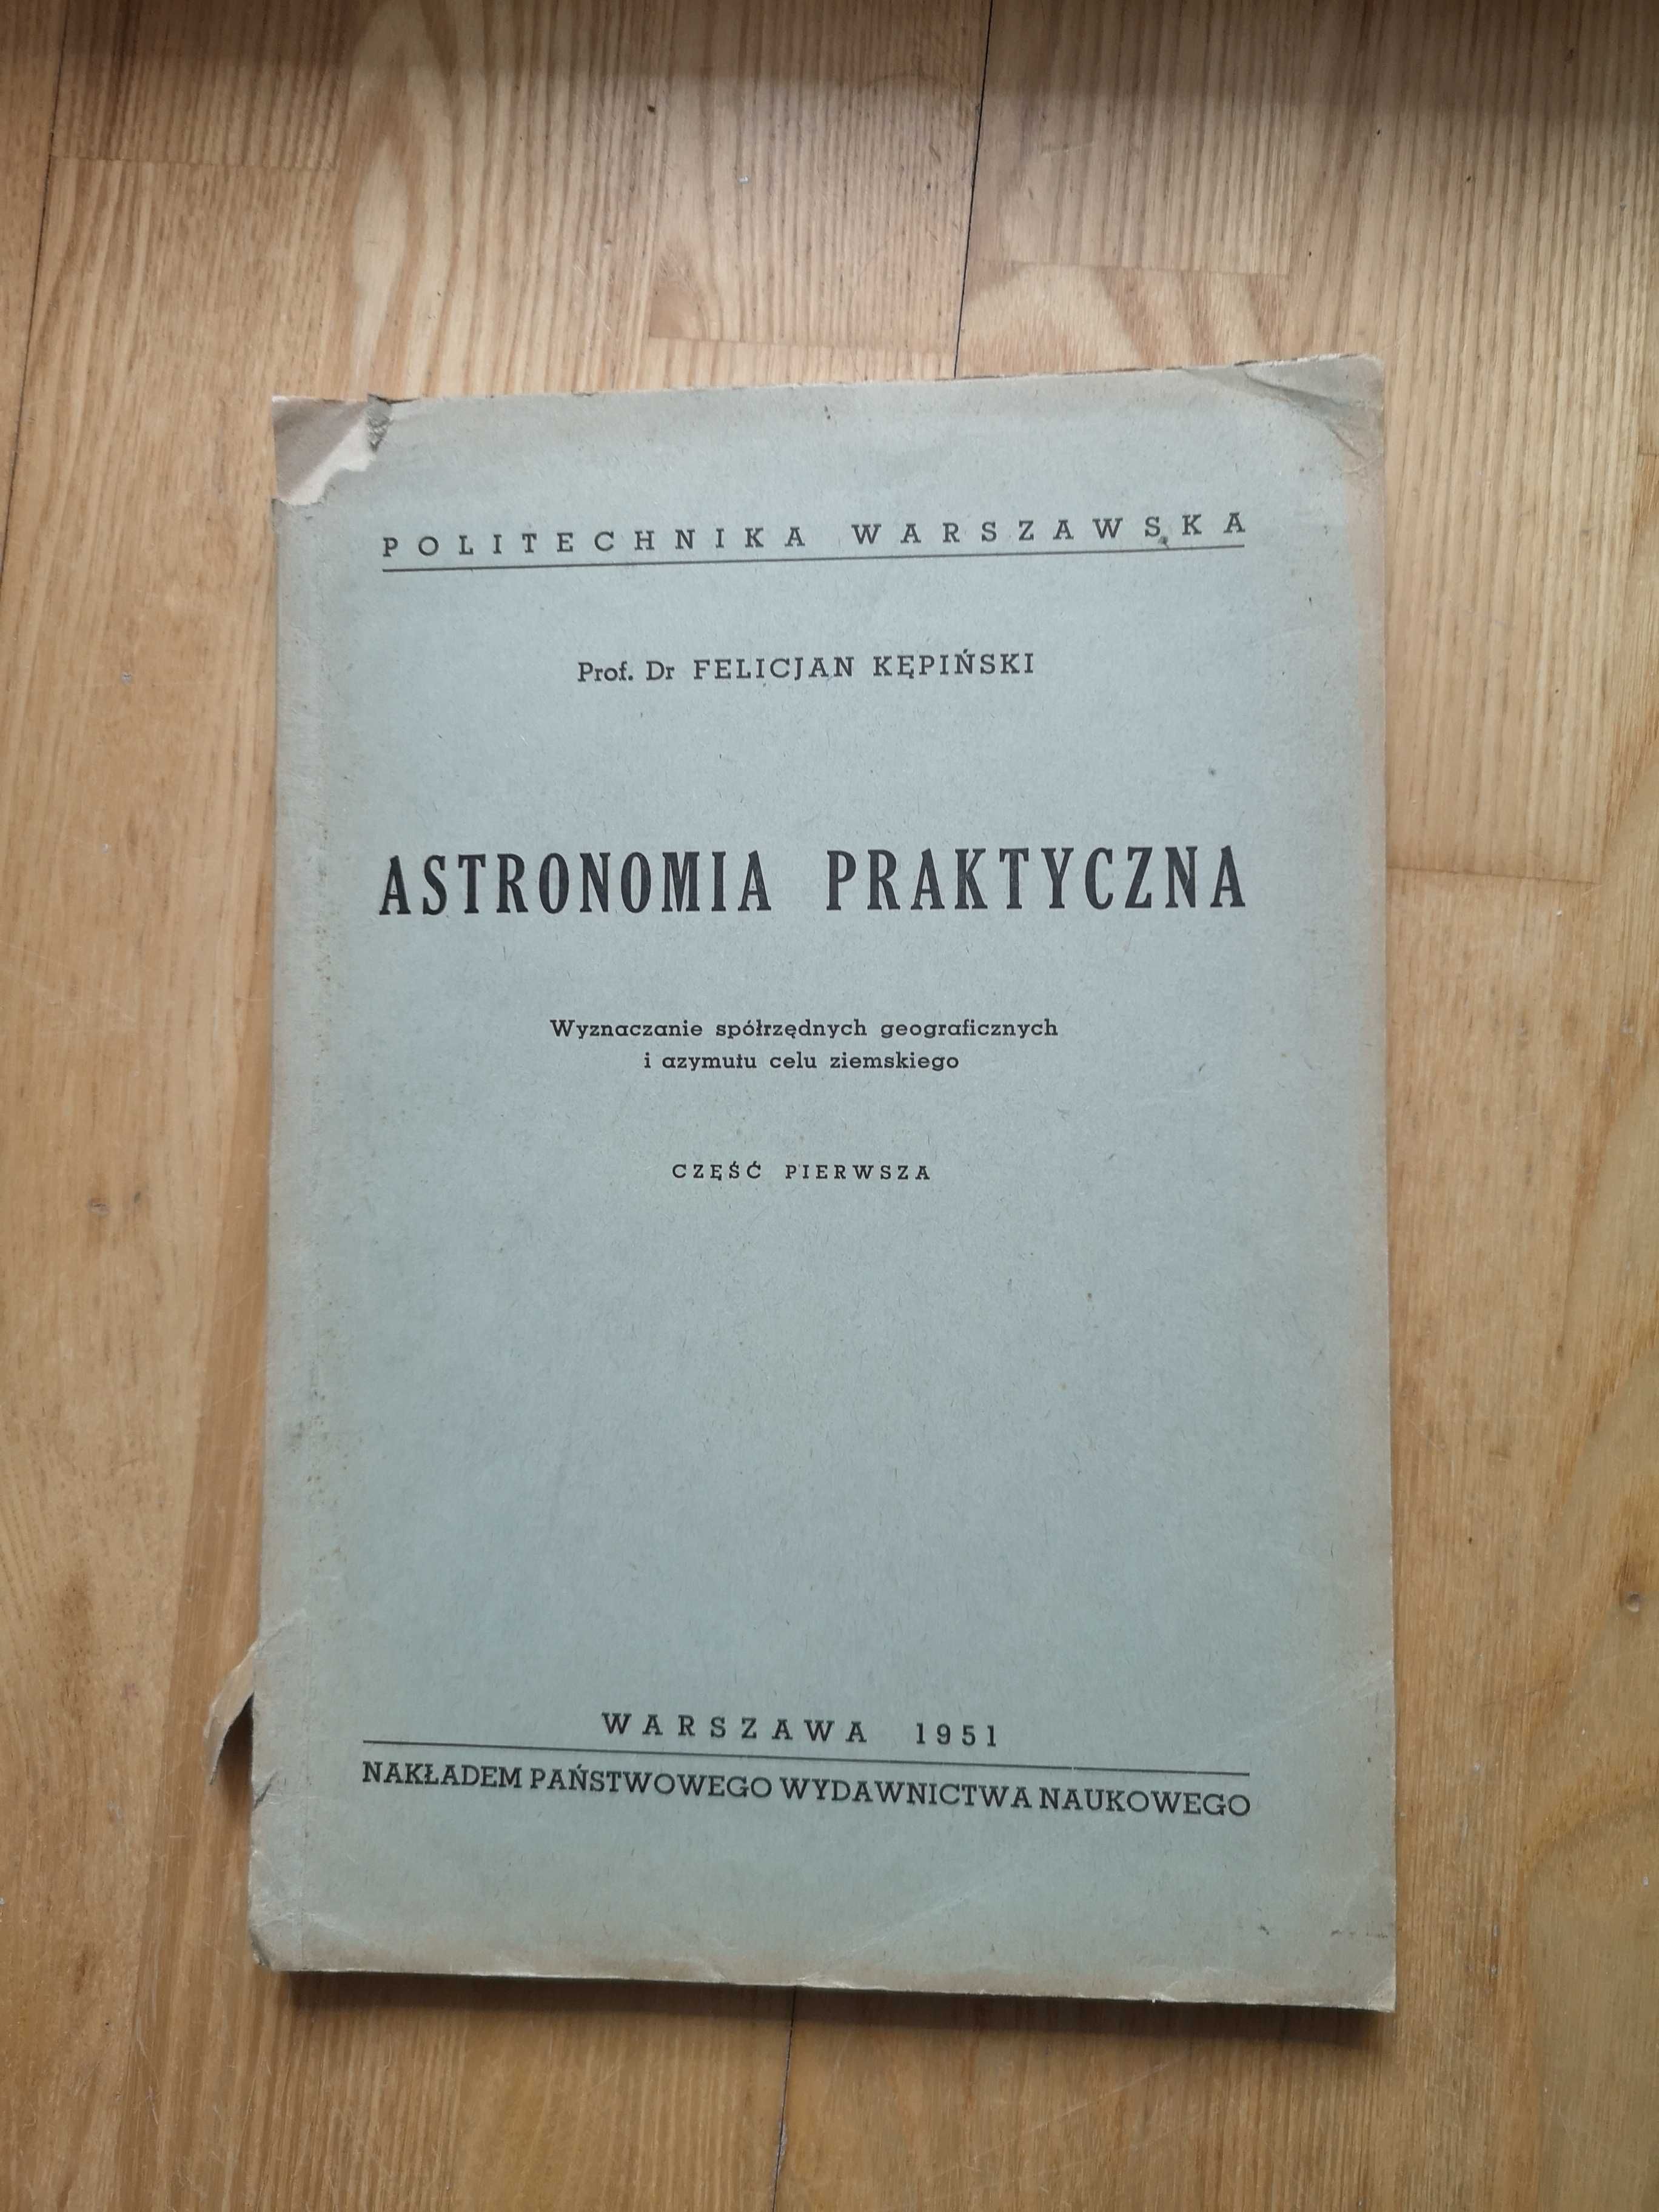 POLITECHNIKA WARSZAWSKA
Prof. Dr FELICJAN KĘPIŃSKI
ASTRONOMIA PRAKTYCZNA
Wyznaczanie spółrzędnych geograficznych
i azymutu celu ziemskiego
CZĘŚĆ PIERWSZA
WARSZAWA 1951
NAKŁADEM PAŃSTWOWEGO WYDAWNICTWA NAUKOWEGO